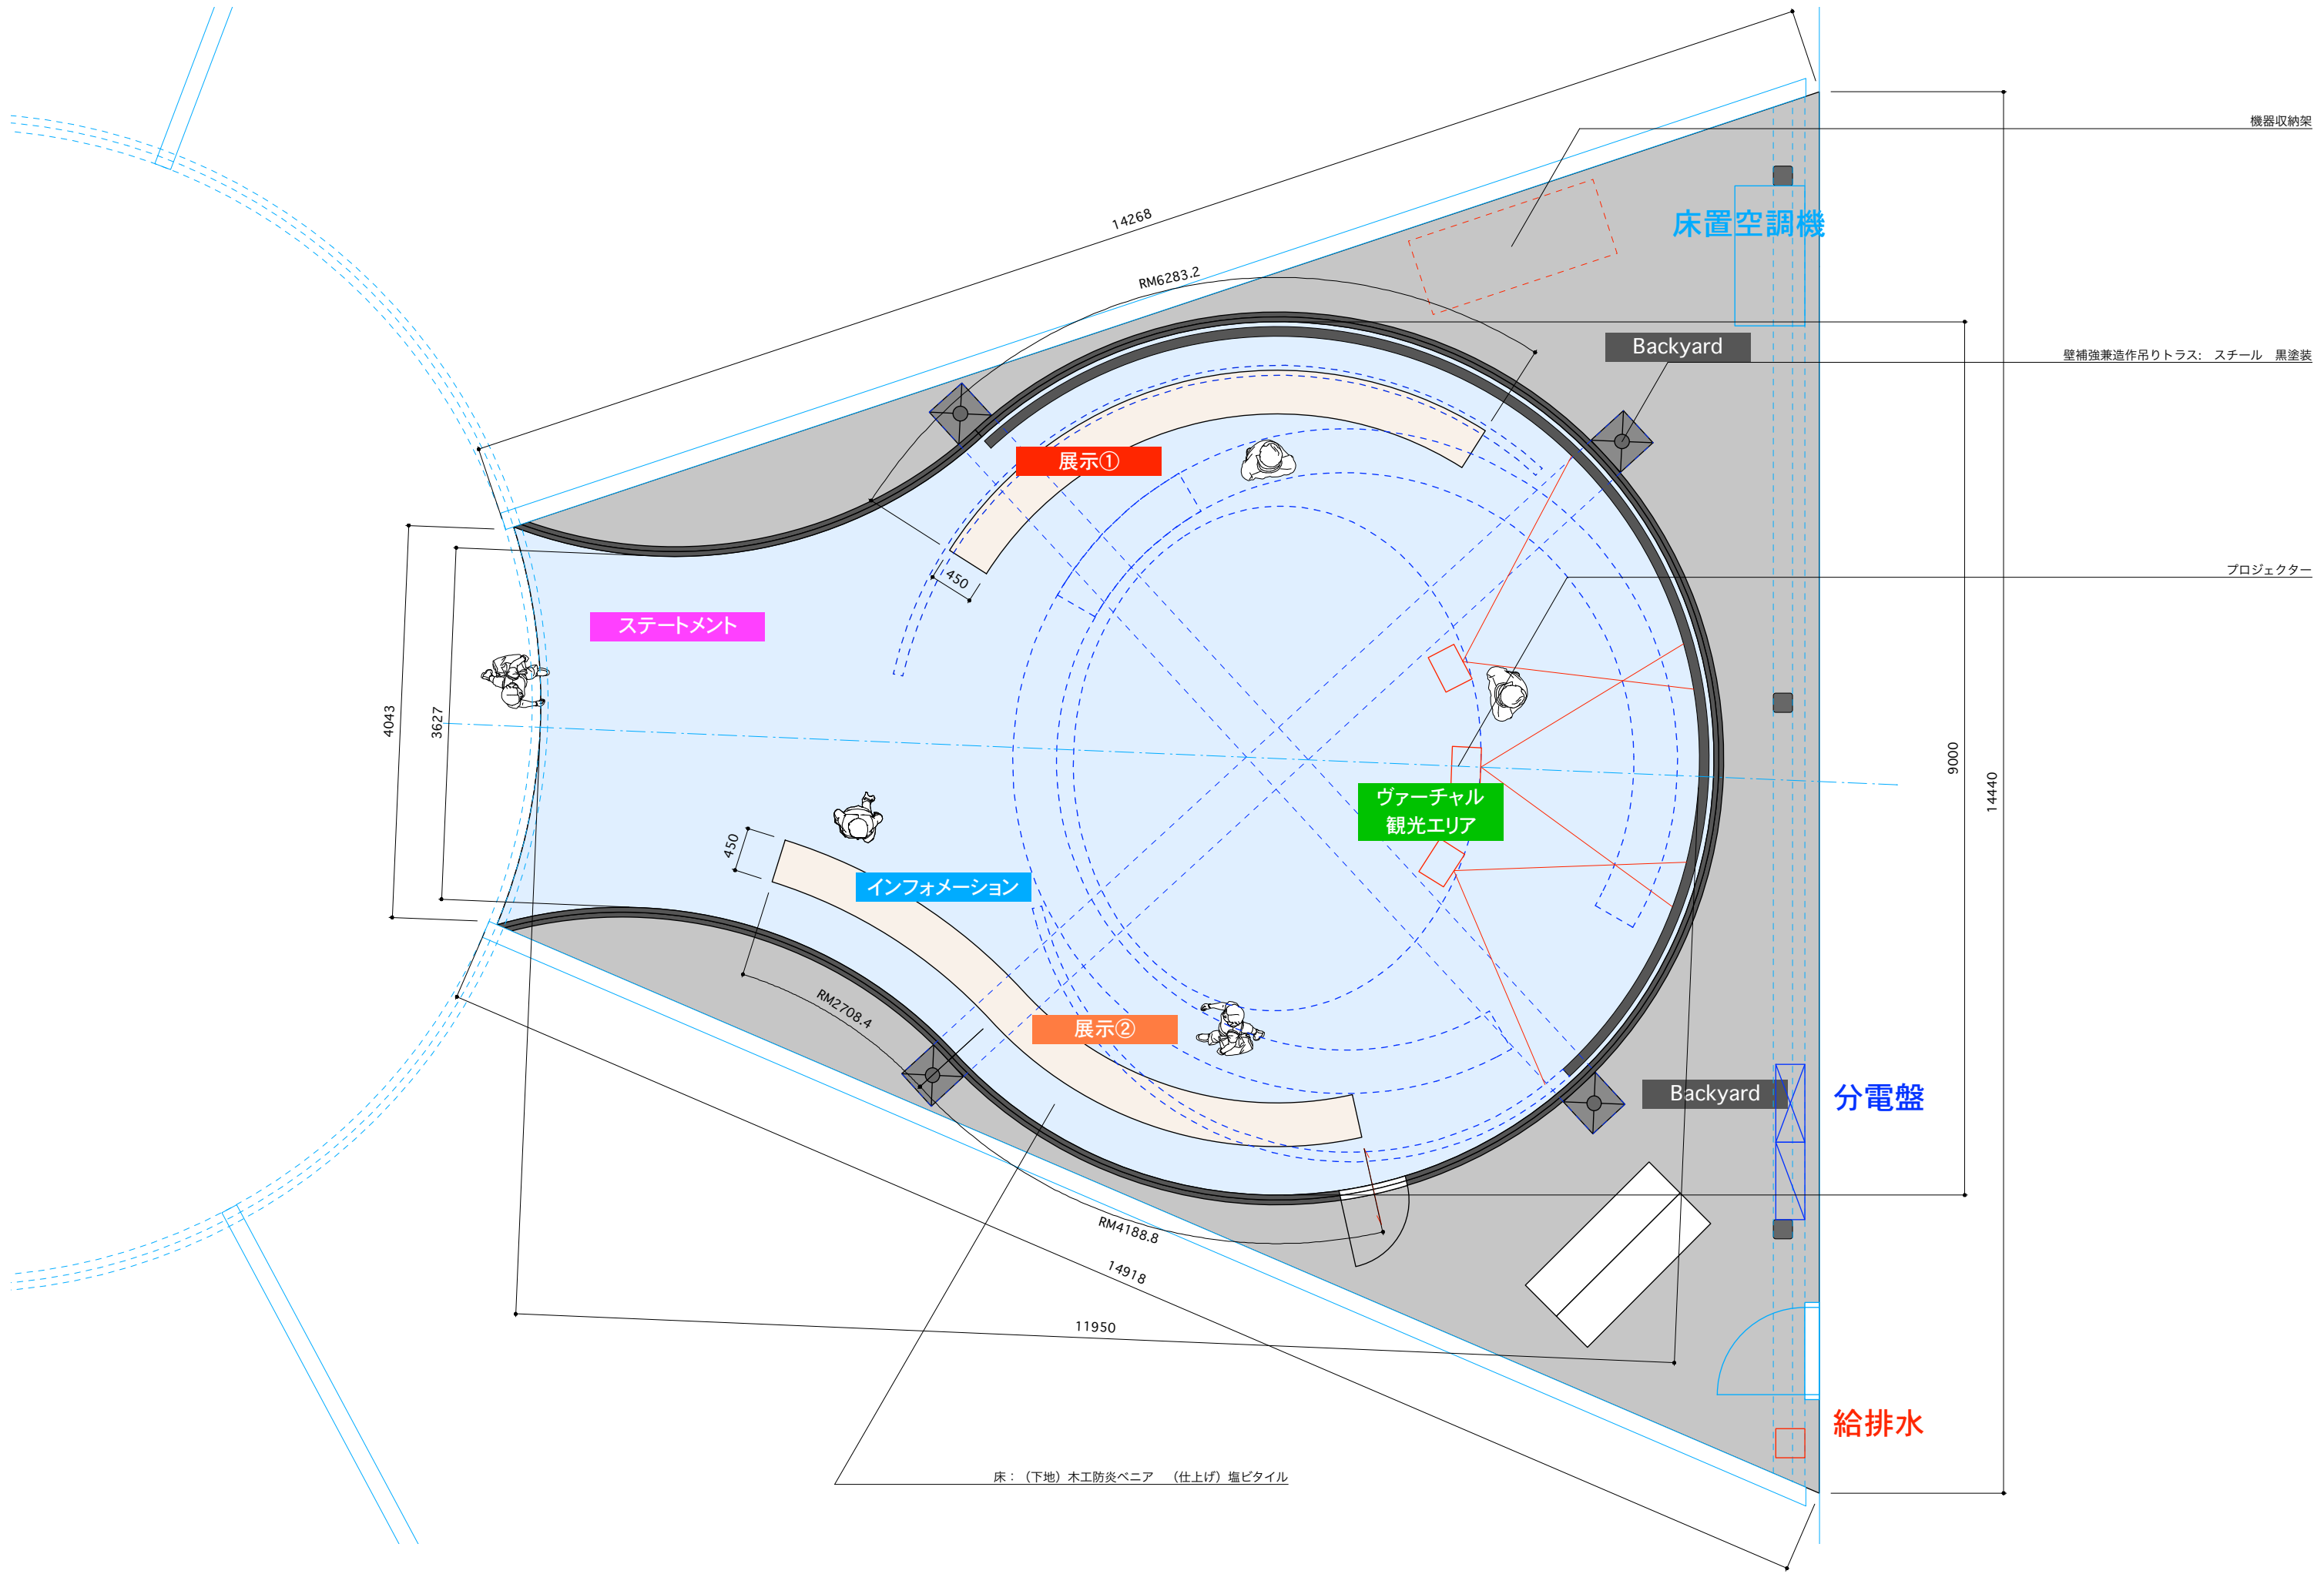 機器収納架
14268
床置空調機
RM6283.2
Backyard
壁補強兼造作吊りトラス:　スチール　黒塗装
展示①
450
プロジェクター
ステートメント
4043
3627
9000
14440
ヴァーチャル
観光エリア
450
インフォメーション
RM2708.4
展示②
Backyard
分電盤
RM4188.8
14918
11950
給排水
床：（下地）木工防炎ベニア　（仕上げ）塩ビタイル